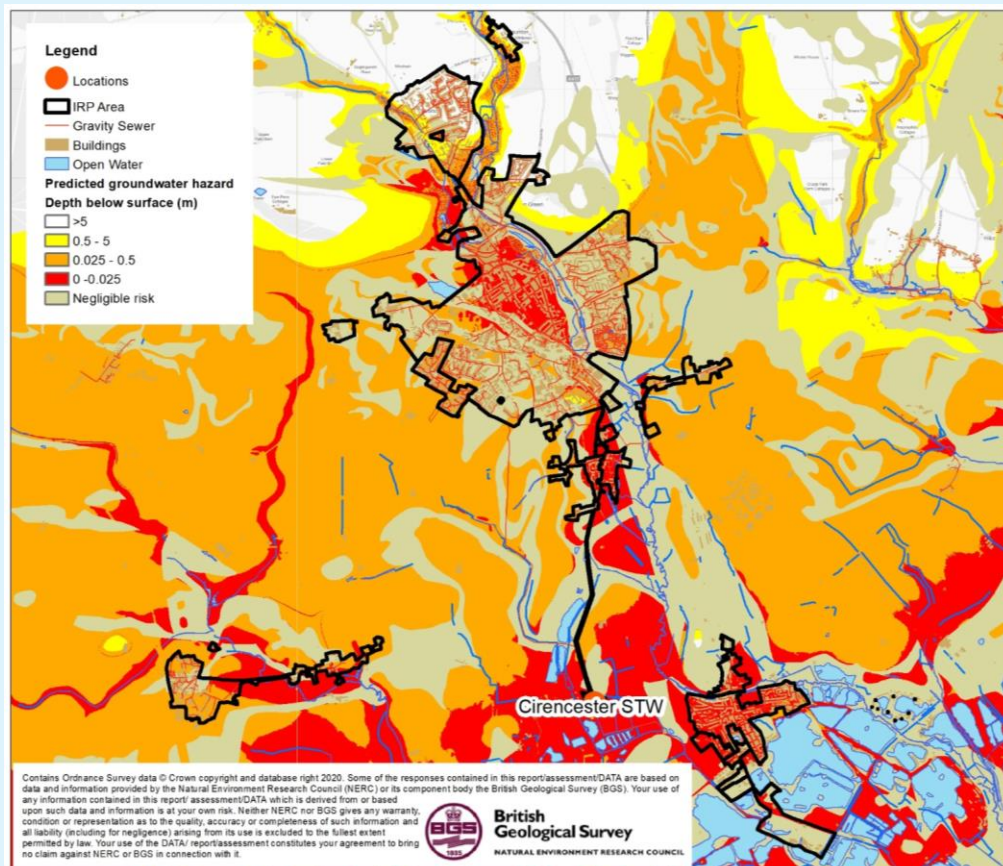 Legend
Locations
IRP Area
Gravity Sewer
Buildings
Open Water
Predicted groundwater hazard
Depth below surface (m)
>5
0.5 - 5
0.025 - 0.5
0 -0.025
Negligible risk
Cirencester STW
Contains Ordnance Survey data © Crown copyright and database right 2020. Some of the responses contained in this report/assessment/DATA are based on
data and information provided by the Natural Environment Research Council (NERC) or its component body the British Geological Survey (BGS). Your use of
any information contained in this report/ assessment/DATA which is derived from or based
upon such data and information is at your own risk. Neither NERC nor BGS gives any warranty,
condition or representation as to the quality, accuracy or completeness of such information and
all liability (including for negligence) arising from its use is excluded to the fullest extent
permitted by law. Your use of the DATA/ report/assessment constitutes your agreement to bring
no claim against NERC or BGS in connection with it.
BGS
1835
British
Geological Survey
NATURAL ENVIRONMENT RESEARCH COUNCIL